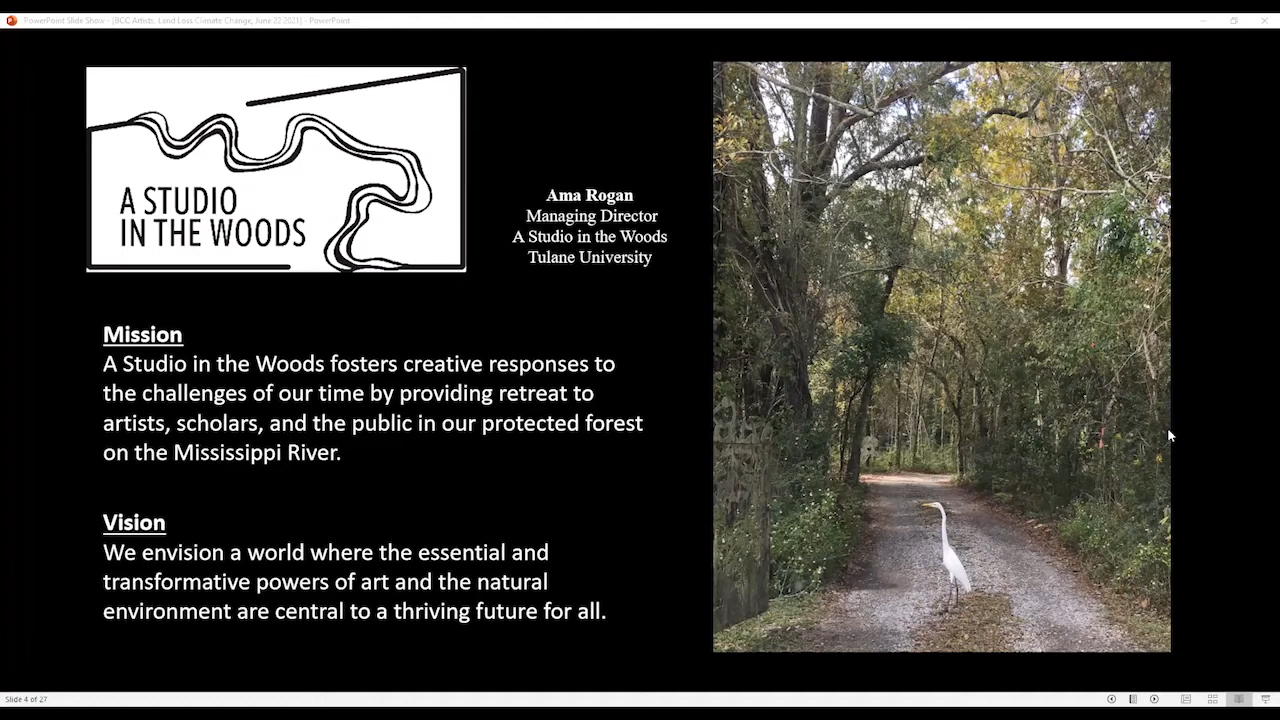 PowerPoint Slide Show - [BCC Artists, Land Loss Climate Change, June 22 2021] - PowerPoint
A STUDIO
IN THE WOODS
Ama Rogan
Managing Director
A Studio in the Woods
Tulane University
Mission
A Studio in the Woods fosters creative responses to
the challenges of our time by providing retreat to
artists, scholars, and the public in our protected forest
on the Mississippi River.
Vision
We envision a world where the essential and
transformative powers of art and the natural
environment are central to a thriving future for all.
Slide 4 of 27